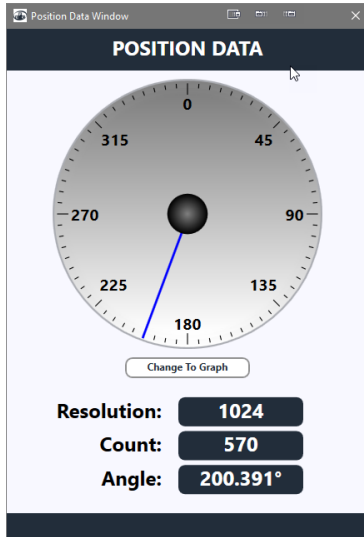 Position Data Window
POSITION DATA
0
315 45
270 90
225 135
180
Change To Graph
Resolution: 1024
Count: 570
Angle: 200.391°